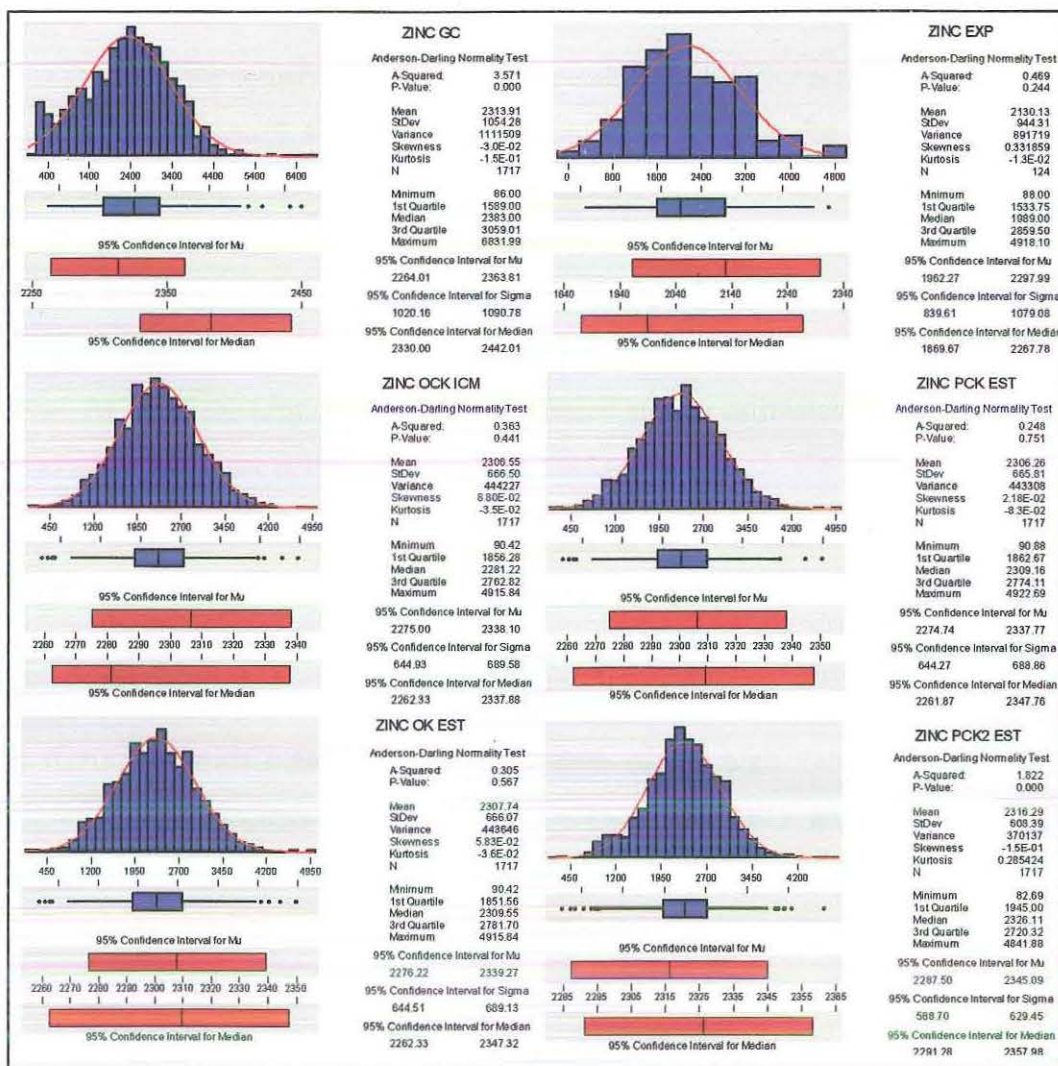 ZINC GC
Anderson-Darling Normality Test
A-Squared: 3.571
P-Value: 0.000
Mean 2313.91
StDev 1054.28
Variance 1111509
Skewness -3.0E-02
Kurtosis -1.5E-01
N 1717
Minimum 86.00
1st Quartile 1589.00
Median 2383.00
3rd Quartile 3059.01
Maximum 6831.99
95% Confidence Interval for Mu
2264.01 2363.81
95% Confidence Interval for Sigma
1020.16 1090.78
95% Confidence Interval for Median
2330.00 2442.01
400 1400 2400 3400 4400 5400 6400
95% Confidence Interval for Mu
2250 2350 2450
95% Confidence Interval for Median
ZINC EXP
Anderson-Darling Normality Test
A-Squared: 0.469
P-Value: 0.244
Mean 2130.13
StDev 944.31
Variance 891719
Skewness 0.331859
Kurtosis -1.3E-02
N 124
Minimum 88.00
1st Quartile 1533.75
Median 1989.00
3rd Quartile 2859.50
Maximum 4918.10
95% Confidence Interval for Mu
1962.27 2297.99
95% Confidence Interval for Sigma
839.61 1079.08
95% Confidence Interval for Median
1869.67 2267.78
0 800 1600 2400 3200 4000 4800
95% Confidence Interval for Mu
1640 1940 2040 2140 2240 2340
95% Confidence Interval for Median
ZINC OCK ICM
Anderson-Darling Normality Test
A-Squared: 0.363
P-Value: 0.441
Mean 2306.55
StDev 666.50
Variance 444227
Skewness 8.80E-02
Kurtosis -3.5E-02
N 1717
Minimum 90.42
1st Quartile 1856.28
Median 2281.22
3rd Quartile 2762.82
Maximum 4915.84
95% Confidence Interval for Mu
2275.00 2338.10
95% Confidence Interval for Sigma
644.93 689.58
95% Confidence Interval for Median
2262.33 2337.88
450 1200 1950 2700 3450 4200 4950
95% Confidence Interval for Mu
2260 2270 2280 2290 2300 2310 2320 2330 2340
95% Confidence Interval for Median
ZINC PCK EST
Anderson-Darling Normality Test
A-Squared: 0.248
P-Value: 0.751
Mean 2306.26
StDev 665.81
Variance 443308
Skewness 2.18E-02
Kurtosis -8.3E-02
N 1717
Minimum 90.88
1st Quartile 1862.67
Median 2309.16
3rd Quartile 2774.11
Maximum 4922.69
95% Confidence Interval for Mu
2274.74 2337.77
95% Confidence Interval for Sigma
644.27 688.86
95% Confidence Interval for Median
2261.87 2347.76
450 1200 1950 2700 3450 4200 4950
95% Confidence Interval for Mu
2260 2270 2280 2290 2300 2310 2320 2330 2340 2350
95% Confidence Interval for Median
ZINC OK EST
Anderson-Darling Normality Test
A-Squared: 0.305
P-Value: 0.567
Mean 2307.74
StDev 666.07
Variance 443646
Skewness 5.83E-02
Kurtosis -3.6E-02
N 1717
Minimum 90.42
1st Quartile 1851.56
Median 2309.55
3rd Quartile 2781.70
Maximum 4915.84
95% Confidence Interval for Mu
2276.22 2339.27
95% Confidence Interval for Sigma
644.51 689.13
95% Confidence Interval for Median
2262.33 2347.32
450 1200 1950 2700 3450 4200 4950
95% Confidence Interval for Mu
2260 2270 2280 2290 2300 2310 2320 2330 2340 2350
95% Confidence Interval for Median
ZINC PCK2 EST
Anderson-Darling Normality Test
A-Squared: 1.822
P-Value: 0.000
Mean 2316.29
StDev 608.39
Variance 370137
Skewness -1.5E-01
Kurtosis 0.285424
N 1717
Minimum 82.69
1st Quartile 1945.00
Median 2326.11
3rd Quartile 2720.32
Maximum 4841.88
95% Confidence Interval for Mu
2287.50 2345.09
95% Confidence Interval for Sigma
588.70 629.45
95% Confidence Interval for Median
2291.28 2357.98
450 1200 1950 2700 4200
95% Confidence Interval for Mu
2285 2295 2305 2315 2325 2335 2345 2355 2365
95% Confidence Interval for Median